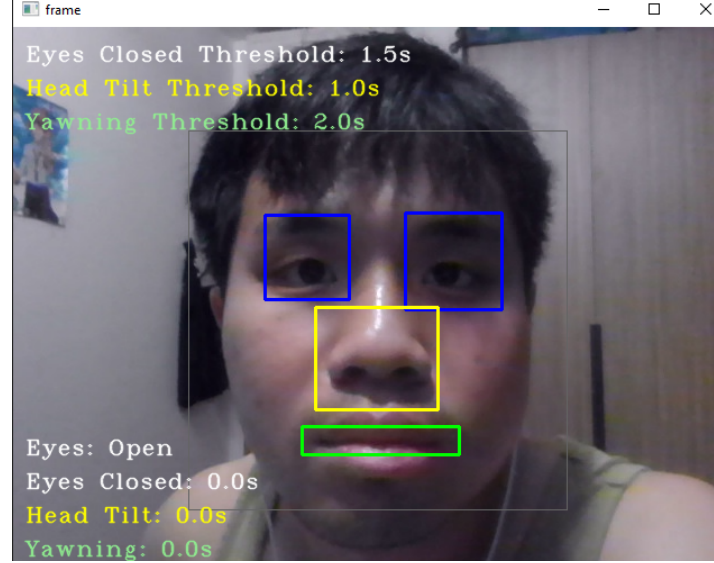 frame
Eyes Closed Threshold: 1.5s
Head Tilt Threshold: 1.0s
Yawning Threshold: 2.0s
Eyes: Open
Eyes Closed: 0.0s
Head Tilt: 0.0s
Yawning: 0.0s